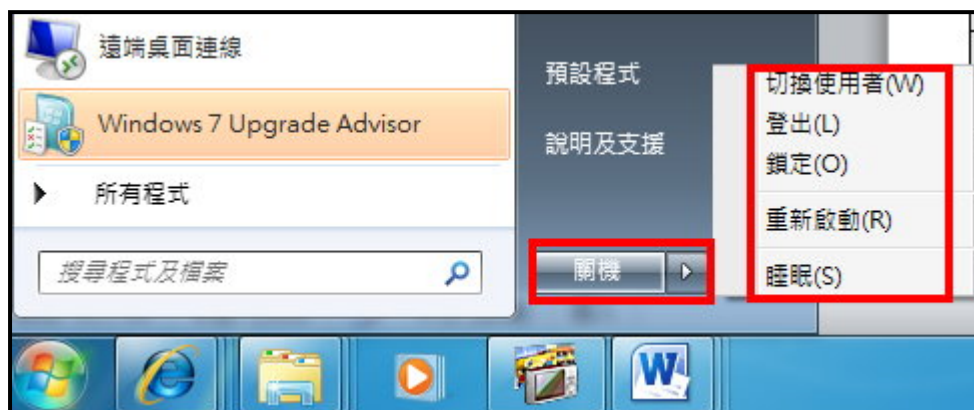 遠端桌面連線
Windows 7 Upgrade Advisor
所有程式
搜尋程式及檔案
預設程式
說明及支援
關機
切換使用者(W)
登出(L)
鎖定(O)
重新啟動(R)
睡眠(S)
W